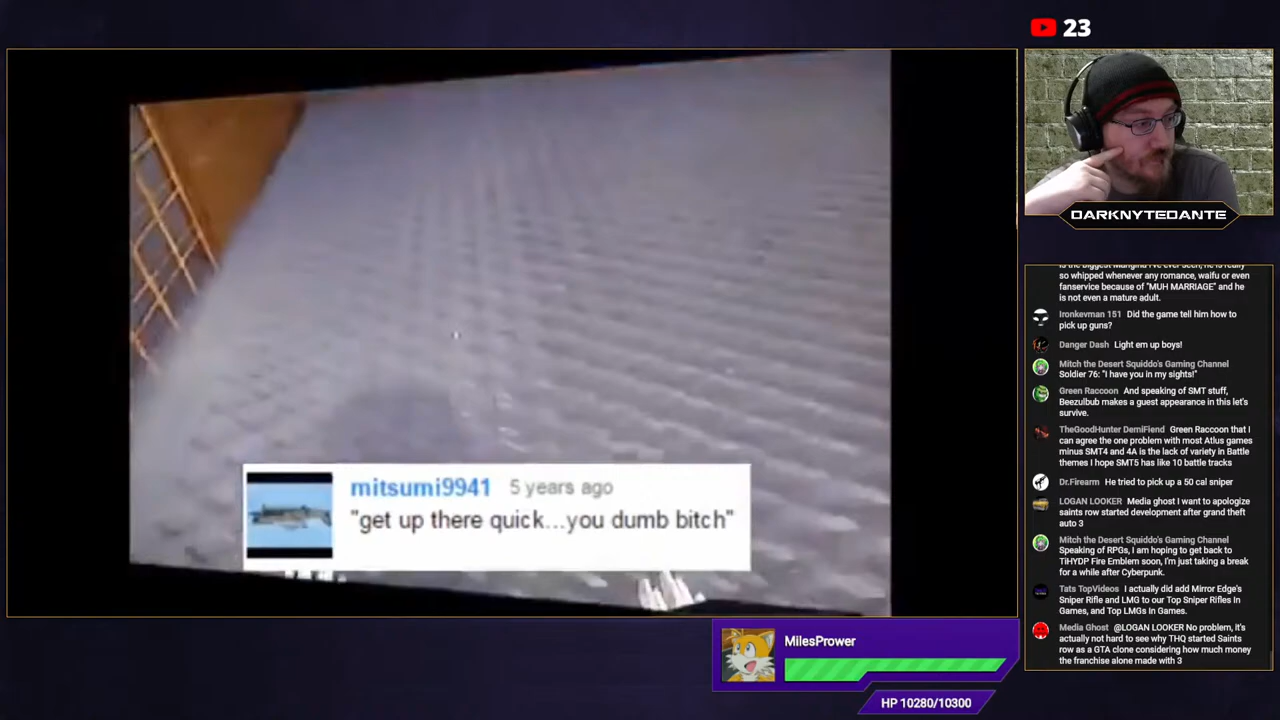 23
DARKNYTEDANTE
so whipped whenever any romance, waifu or even
fanservice because of "MUH MARRIAGE" and he
is not even a mature adult.
Ironkevman 151 Did the game tell him how to
pick up guns?
Danger Dash Light em up boys!
Mitch the Desert Squiddo's Gaming Channel
Soldier 76: "I have you in my sights!"
Green Raccoon And speaking of SMT stuff,
Beezulbub makes a guest appearance in this let's
survive.
TheGoodHunter DemiFiend Green Raccoon that I
can agree the one problem with most Atlus games
minus SMT4 and 4A is the lack of variety in Battle
themes I hope SMT5 has like 10 battle tracks
Dr.Firearm He tried to pick up a 50 cal sniper
LOGAN LOOKER Media ghost I want to apologize
saints row started development after grand theft
auto 3
Mitch the Desert Squiddo's Gaming Channel
Speaking of RPGs, I am hoping to get back to
TiHYDP Fire Emblem soon, I'm just taking a break
for a while after Cyberpunk.
Tats TopVideos I actually did add Mirror Edge's
Sniper Rifle and LMG to our Top Sniper Rifles In
Games, and Top LMGs In Games.
Media Ghost @LOGAN LOOKER No problem, it's
actually not hard to see why THQ started Saints
row as a GTA clone considering how much money
the franchise alone made with 3
mitsumi9941 5 years ago
"get up there quick...you dumb bitch"
MilesPrower
HP 10280/10300